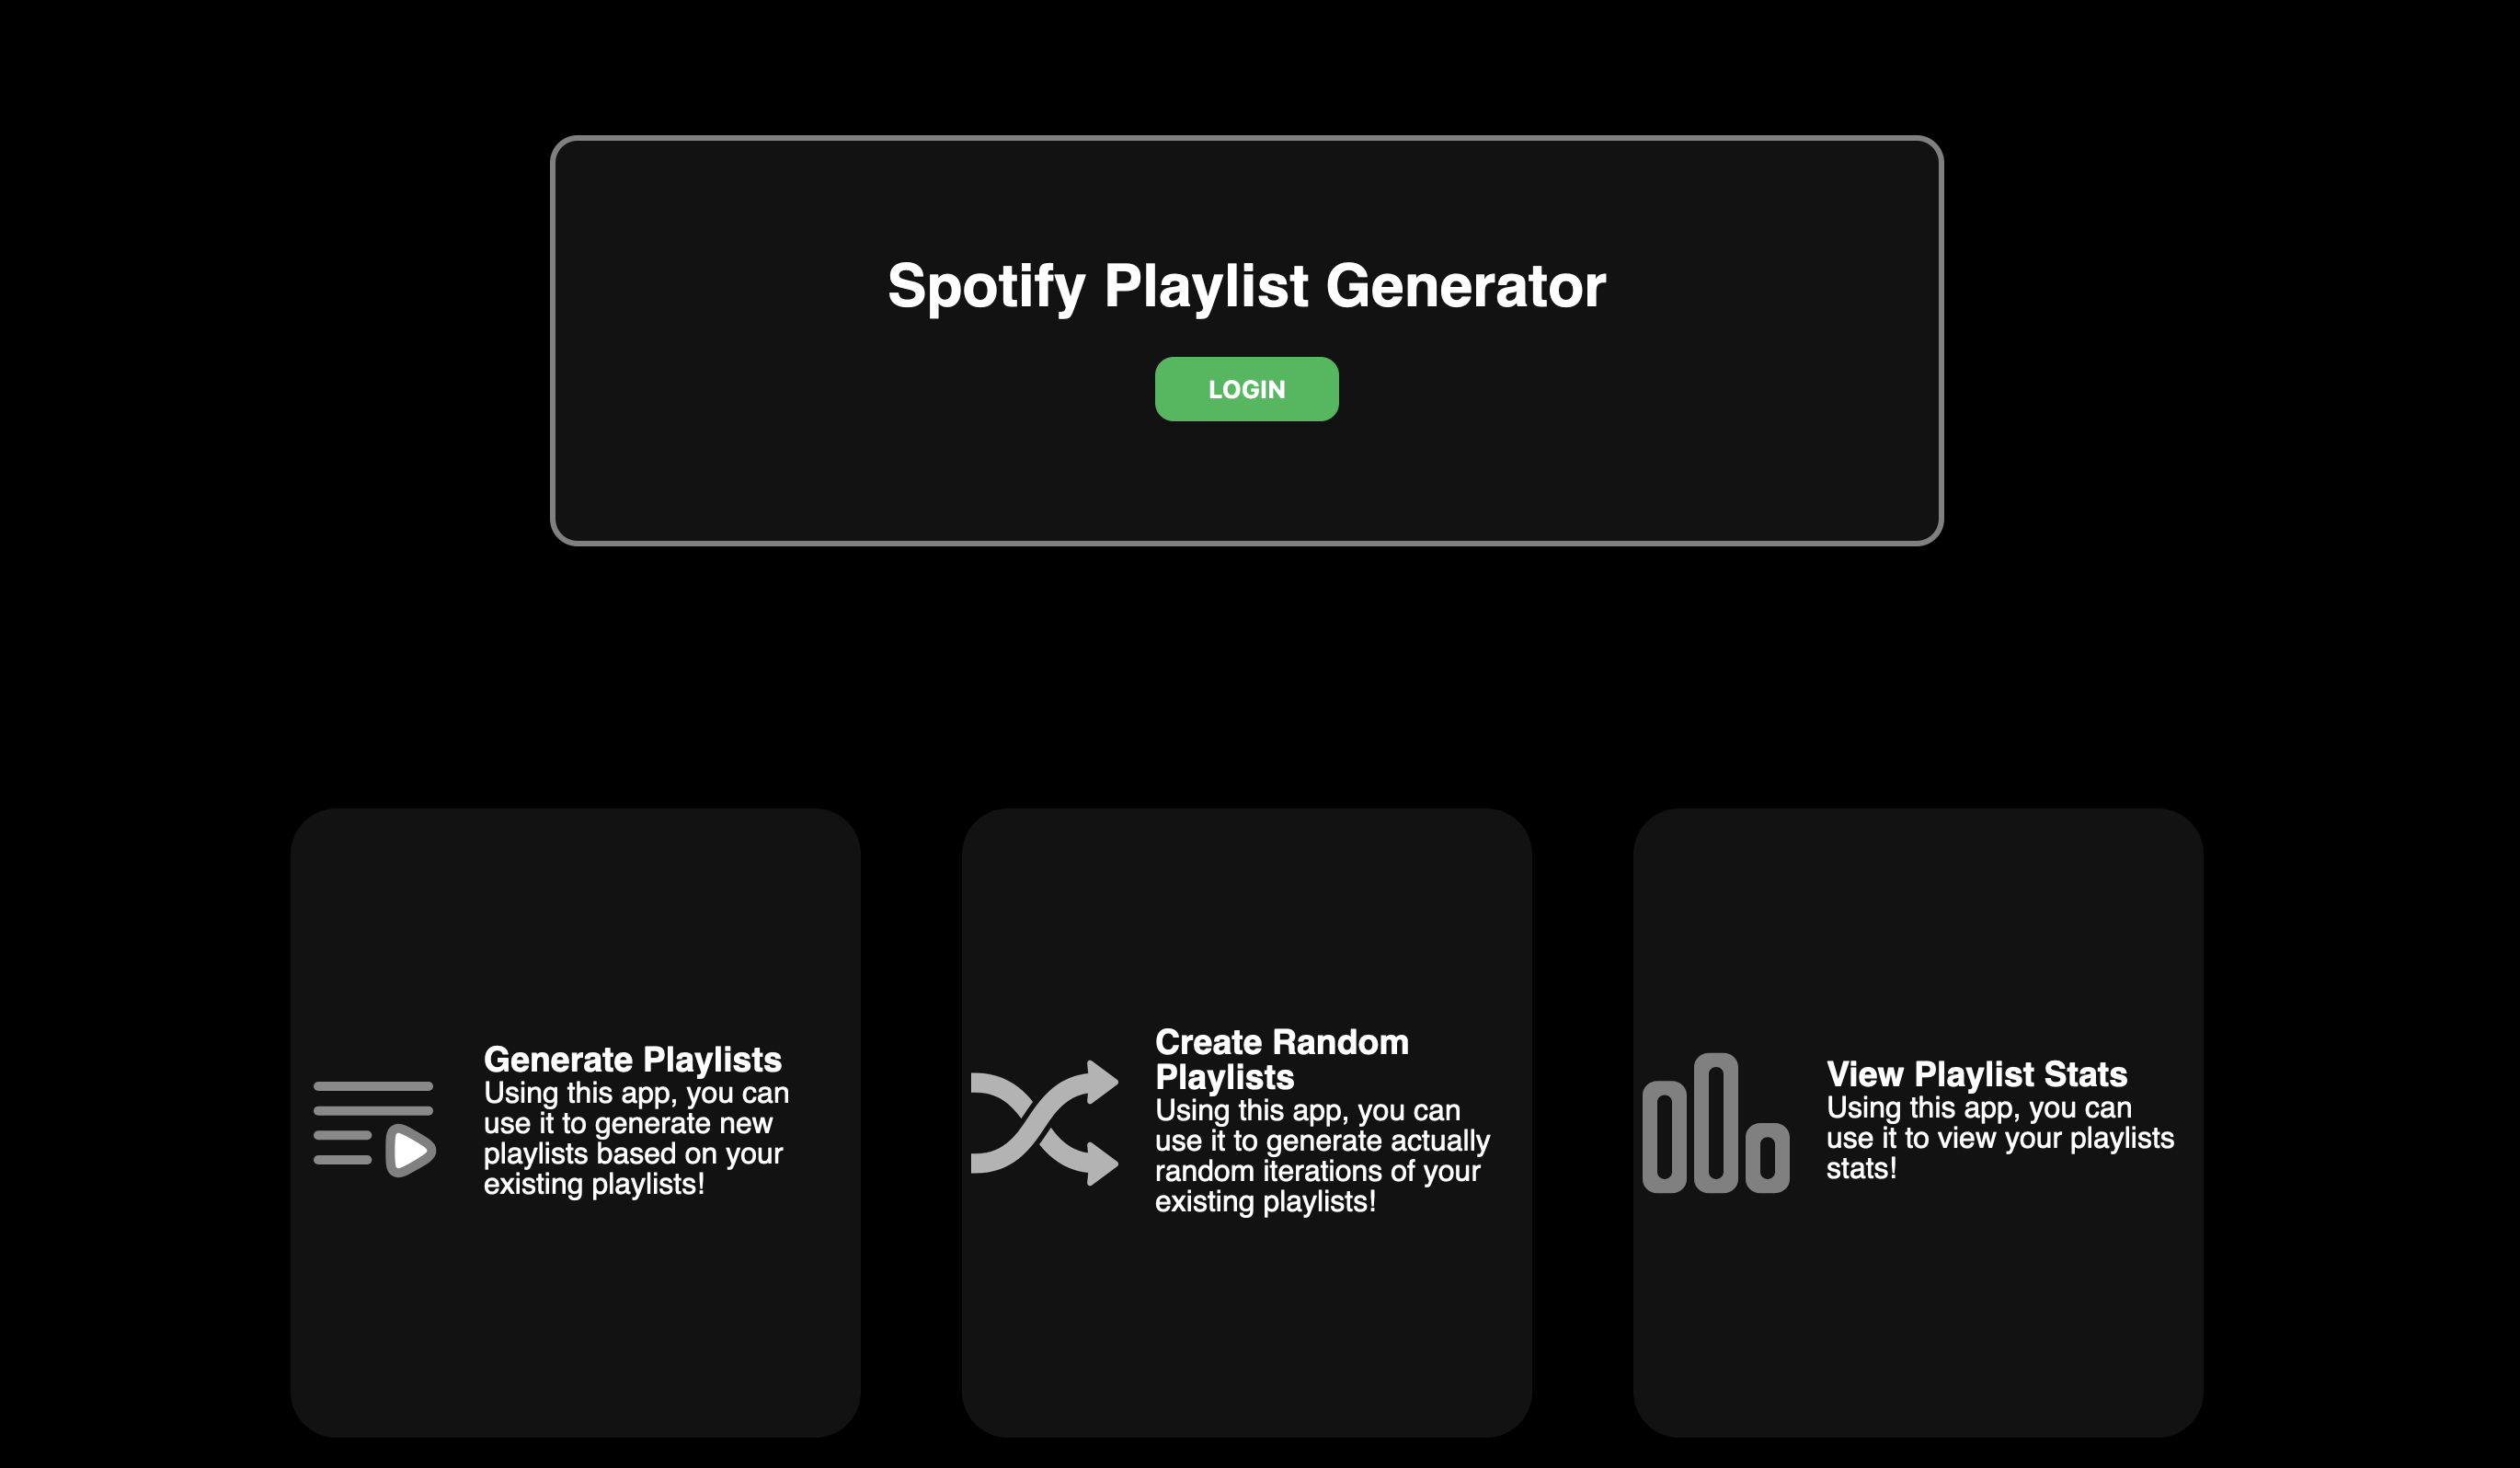 Spotify Playlist Generator
LOGIN
Generate Playlists
Using this app, you can
use it to generate new
playlists based on your
existing playlists!
Create Random
Playlists
Using this app, you can
use it to generate actually
random iterations of your
existing playlists!
View Playlist Stats
Using this app, you can
use it to view your playlists
stats!